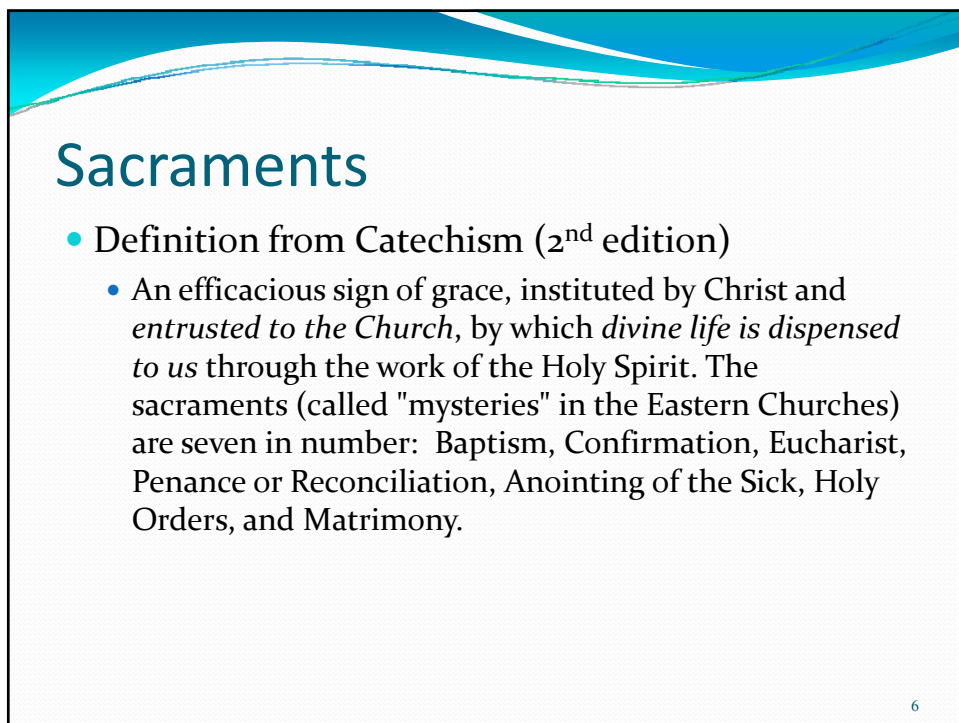 Sacraments
Definition from Catechism (2nd edition)
An efficacious sign of grace, instituted by Christ and
entrusted to the Church, by which divine life is dispensed
to us through the work of the Holy Spirit. The
sacraments (called "mysteries" in the Eastern Churches)
are seven in number:  Baptism, Confirmation, Eucharist,
Penance or Reconciliation, Anointing of the Sick, Holy
Orders, and Matrimony.
6